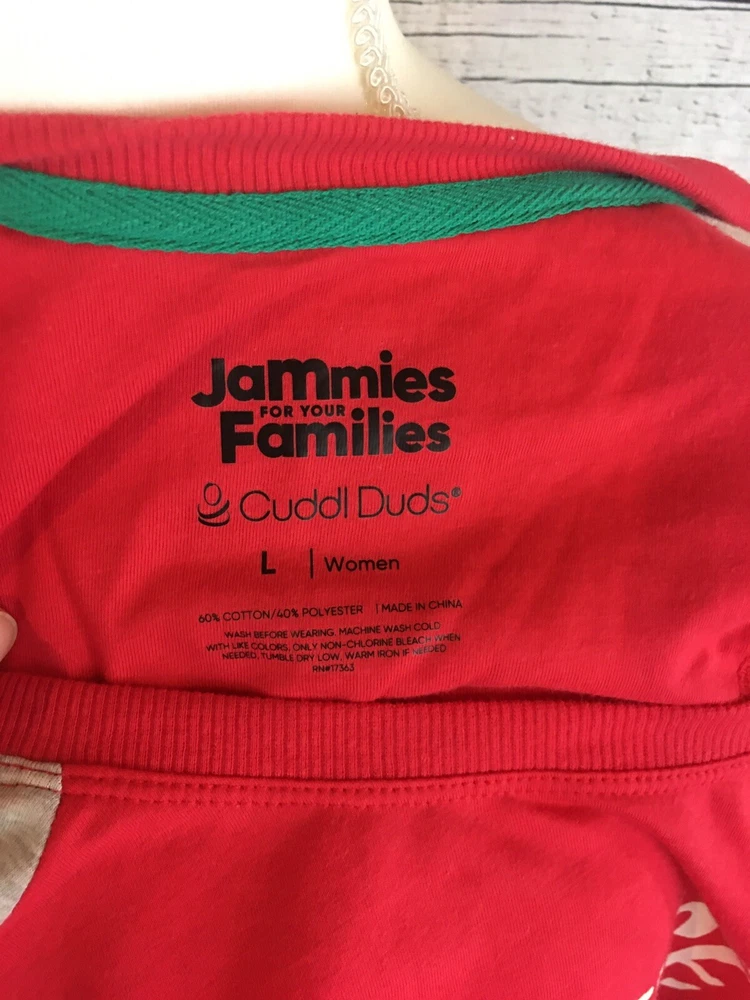 Jammies
FOR YOUR
Families
Cuddl Duds®
L | Women
60% COTTON/40% POLYESTER | MADE IN CHINA
WASH BEFORE WEARING. MACHINE WASH COLD
WITH LIKE COLORS, ONLY NON-CHLORINE BLEACH WHEN
NEEDED, TUMBLE DRY LOW, WARM IRON IF NEEDED
RN#17363